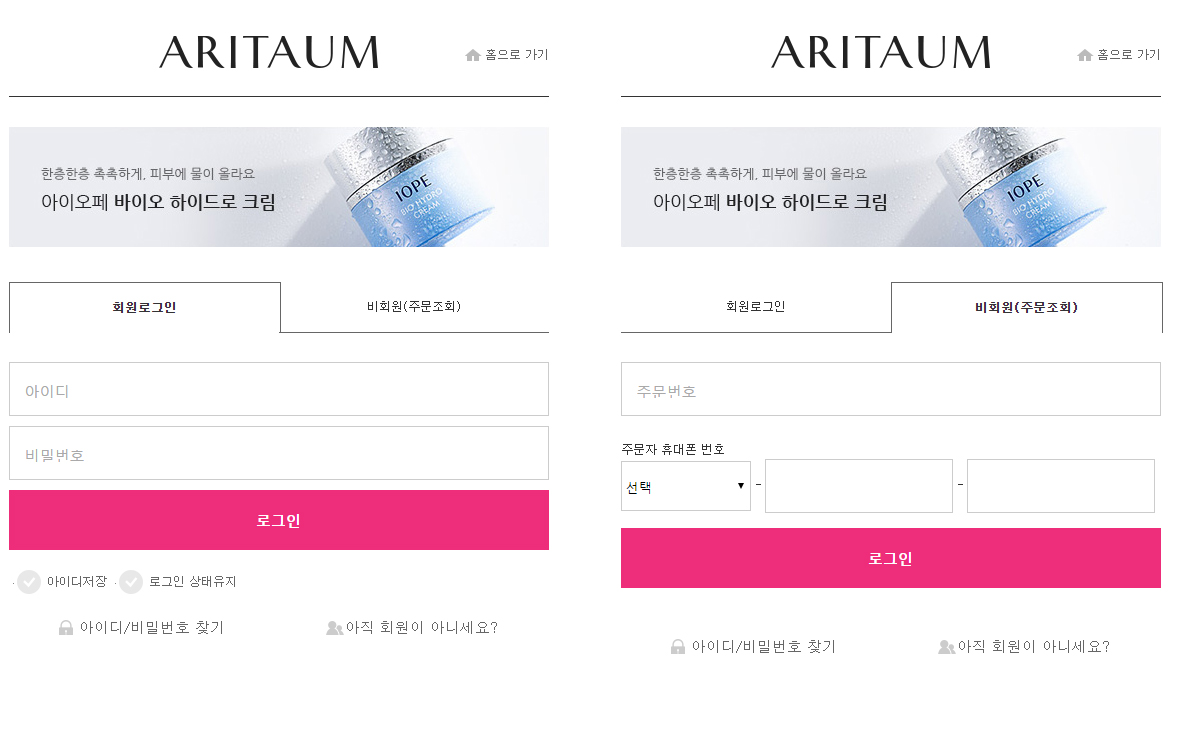 ARITAUM
홈으로 가기
한층한층 촉촉하게, 피부에 물이 올라요
아이오페 바이오 하이드로 크림
IOPE
BIO HYDRO
CREAM
회원로그인
비회원(주문조회)
아이디
비밀번호
로그인
아이디저장
로그인 상태유지
아이디/비밀번호 찾기
아직 회원이 아니세요?
ARITAUM
홈으로 가기
한층한층 촉촉하게, 피부에 물이 올라요
아이오페 바이오 하이드로 크림
IOPE
BIO HYDRO
CREAM
회원로그인
비회원(주문조회)
주문번호
주문자 휴대폰 번호
선택 - -
로그인
아이디/비밀번호 찾기
아직 회원이 아니세요?